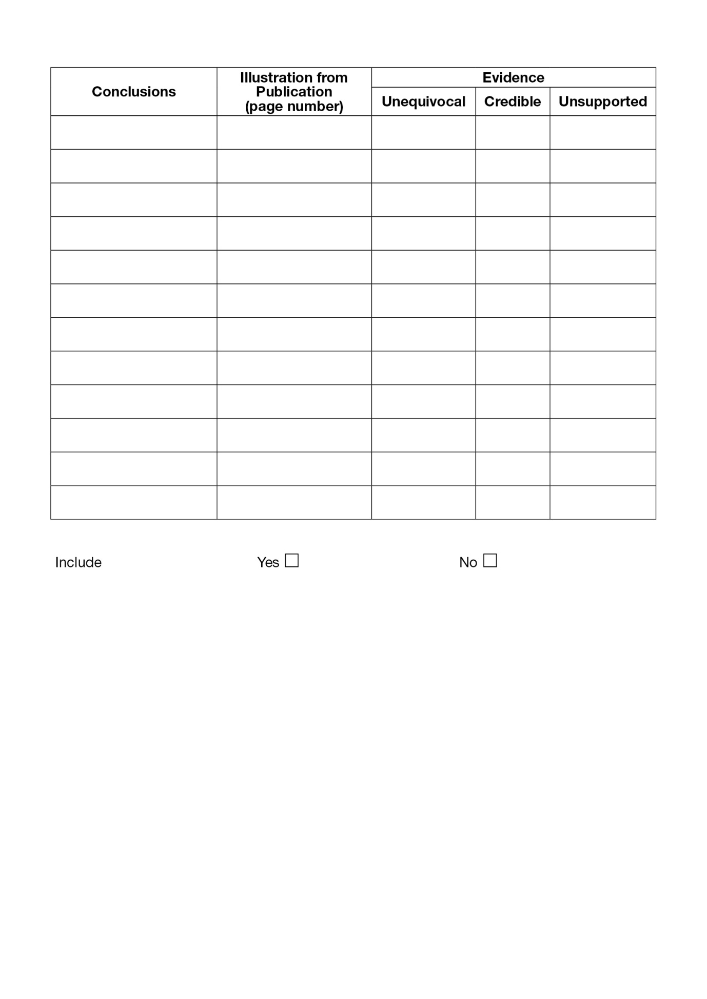 Conclusions
Illustration from
Publication
(page number)
Evidence
Unequivocal
Credible
Unsupported
Include
Yes
No